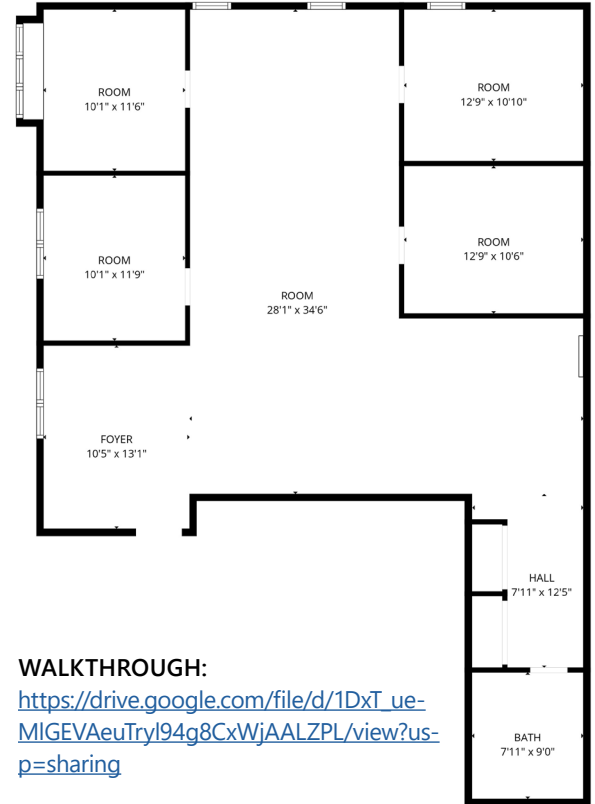 ROOM
10'1" x 11'6"
ROOM
12'9" x 10'10"
ROOM
10'1" x 11'9"
ROOM
12'9" x 10'6"
ROOM
28'1" x 34'6"
FOYER
10'5" x 13'1"
HALL
7'11" x 12'5"
WALKTHROUGH:
https://drive.google.com/file/d/1DxT_ue-
MlGEVAeuTryl94g8CxWjAALZPL/view?us-
p=sharing
BATH
7'11" x 9'0"